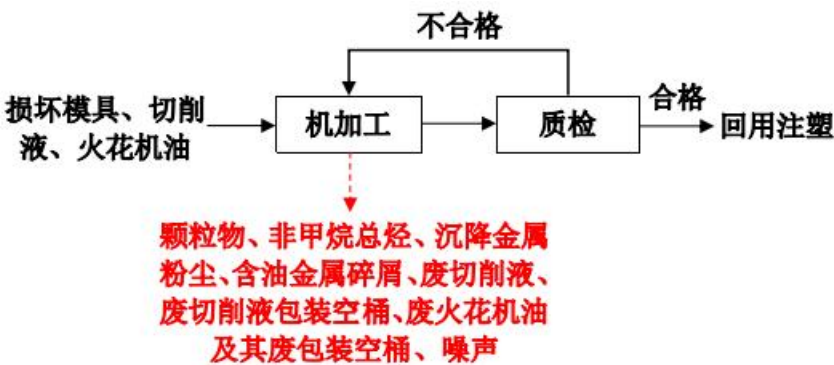 不合格
损坏模具、切削
液、火花机油
机加工
质检
合格
回用注塑
颗粒物、非甲烷总烃、沉降金属
粉尘、含油金属碎屑、废切削液、
废切削液包装空桶、废火花机油
及其废包装空桶、噪声